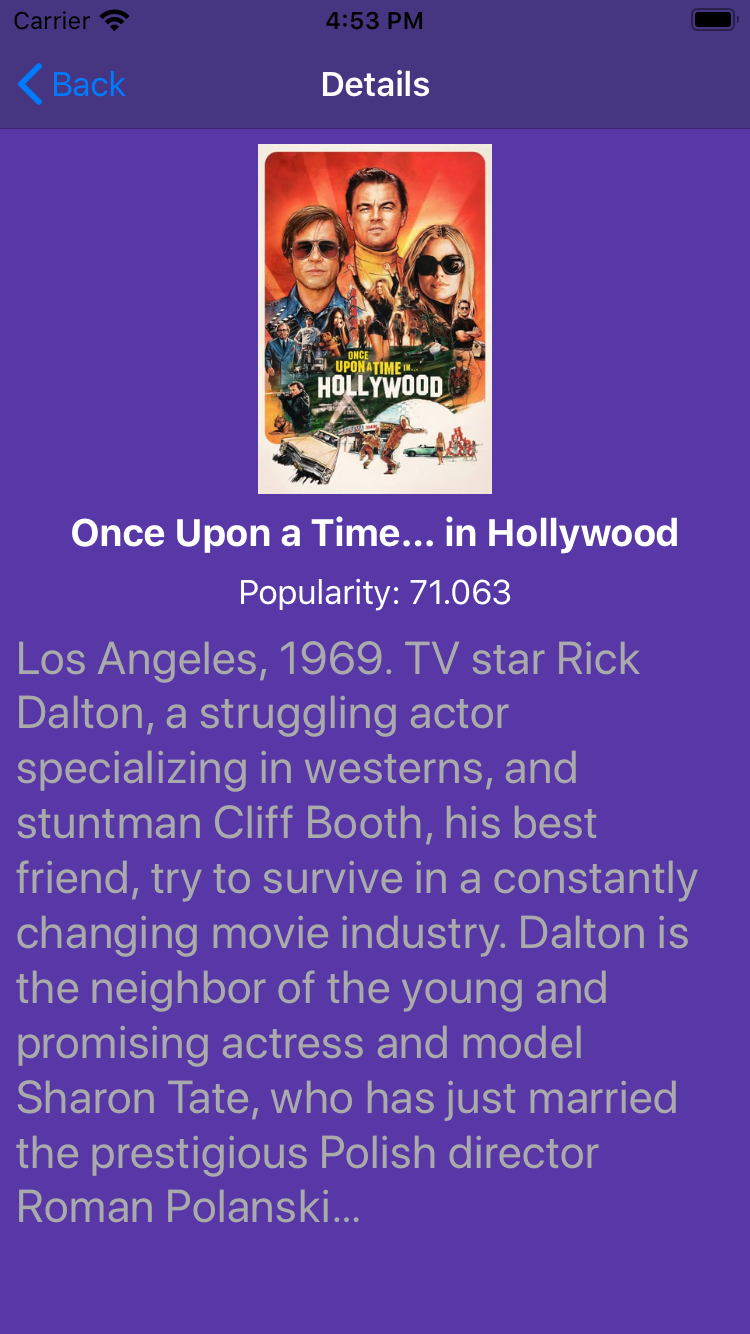 Carrier 4:53 PM
Back Details
ONCE
UPON A TIME IN...
HOLLYWOOD
Once Upon a Time... in Hollywood
Popularity: 71.063
Los Angeles, 1969. TV star Rick
Dalton, a struggling actor
specializing in westerns, and
stuntman Cliff Booth, his best
friend, try to survive in a constantly
changing movie industry. Dalton is
the neighbor of the young and
promising actress and model
Sharon Tate, who has just married
the prestigious Polish director
Roman Polanski…